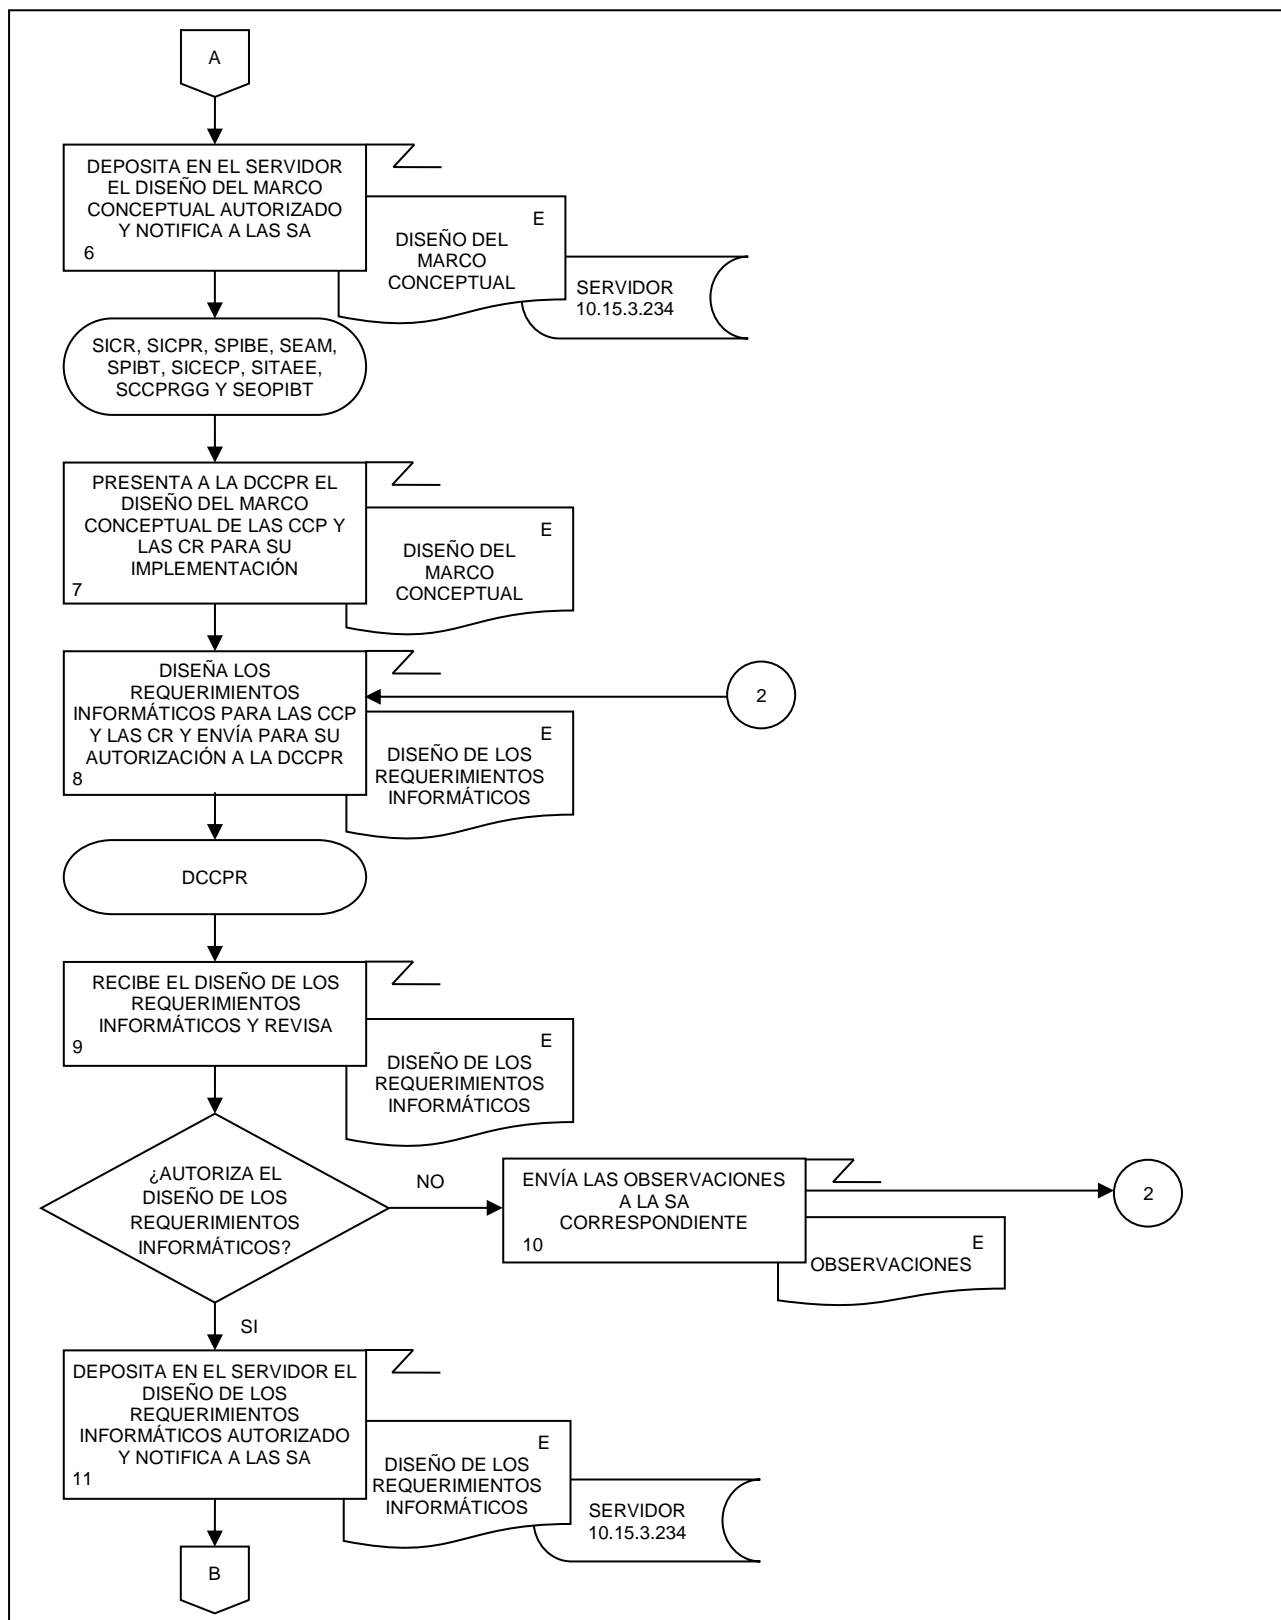 A
DEPOSITA EN EL SERVIDOR
EL DISEÑO DEL MARCO
CONCEPTUAL AUTORIZADO
Y NOTIFICA A LAS SA
6
E
DISEÑO DEL
MARCO
CONCEPTUAL
SERVIDOR
10.15.3.234
SICR, SICPR, SPIBE, SEAM,
SPIBT, SICECP, SITAEE,
SCCPRGG Y SEOPIBT
PRESENTA A LA DCCPR EL
DISEÑO DEL MARCO
CONCEPTUAL DE LAS CCP Y
LAS CR PARA SU
IMPLEMENTACIÓN
7
E
DISEÑO DEL
MARCO
CONCEPTUAL
DISEÑA LOS
REQUERIMIENTOS
INFORMÁTICOS PARA LAS CCP
Y LAS CR Y ENVÍA PARA SU
AUTORIZACIÓN A LA DCCPR
8
2
E
DISEÑO DE LOS
REQUERIMIENTOS
INFORMÁTICOS
DCCPR
RECIBE EL DISEÑO DE LOS
REQUERIMIENTOS
INFORMÁTICOS Y REVISA
9
E
DISEÑO DE LOS
REQUERIMIENTOS
INFORMÁTICOS
¿AUTORIZA EL
DISEÑO DE LOS
REQUERIMIENTOS
INFORMÁTICOS?
NO
ENVÍA LAS OBSERVACIONES
A LA SA
CORRESPONDIENTE
10
2
E
OBSERVACIONES
SI
DEPOSITA EN EL SERVIDOR EL
DISEÑO DE LOS
REQUERIMIENTOS
INFORMÁTICOS AUTORIZADO
Y NOTIFICA A LAS SA
11
E
DISEÑO DE LOS
REQUERIMIENTOS
INFORMÁTICOS
SERVIDOR
10.15.3.234
B